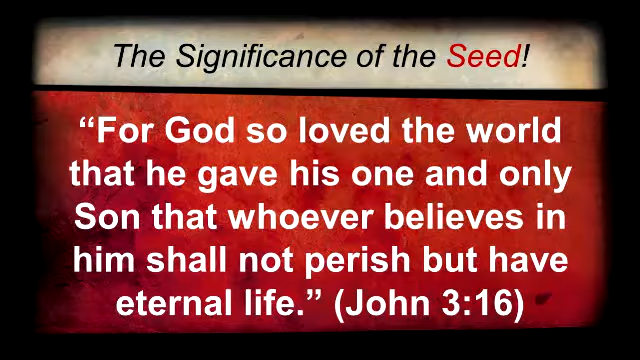 The Significance of the Seed!
“For God so loved the world
that he gave his one and only
Son that whoever believes in
him shall not perish but have
eternal life.” (John 3:16)